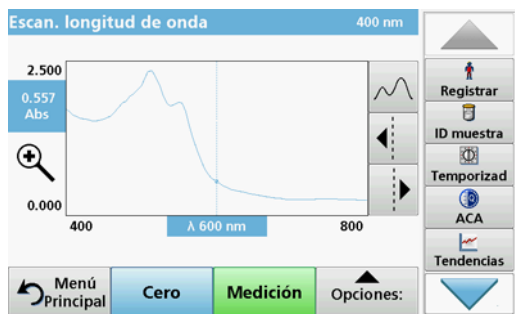 Escan. longitud de onda
400 nm
2.500
0.557
Abs
0.000
400
λ 600 nm
800
Menú
Principal
Cero
Medición
Opciones:
Registrar
ID muestra
Temporizad
ACA
Tendencias